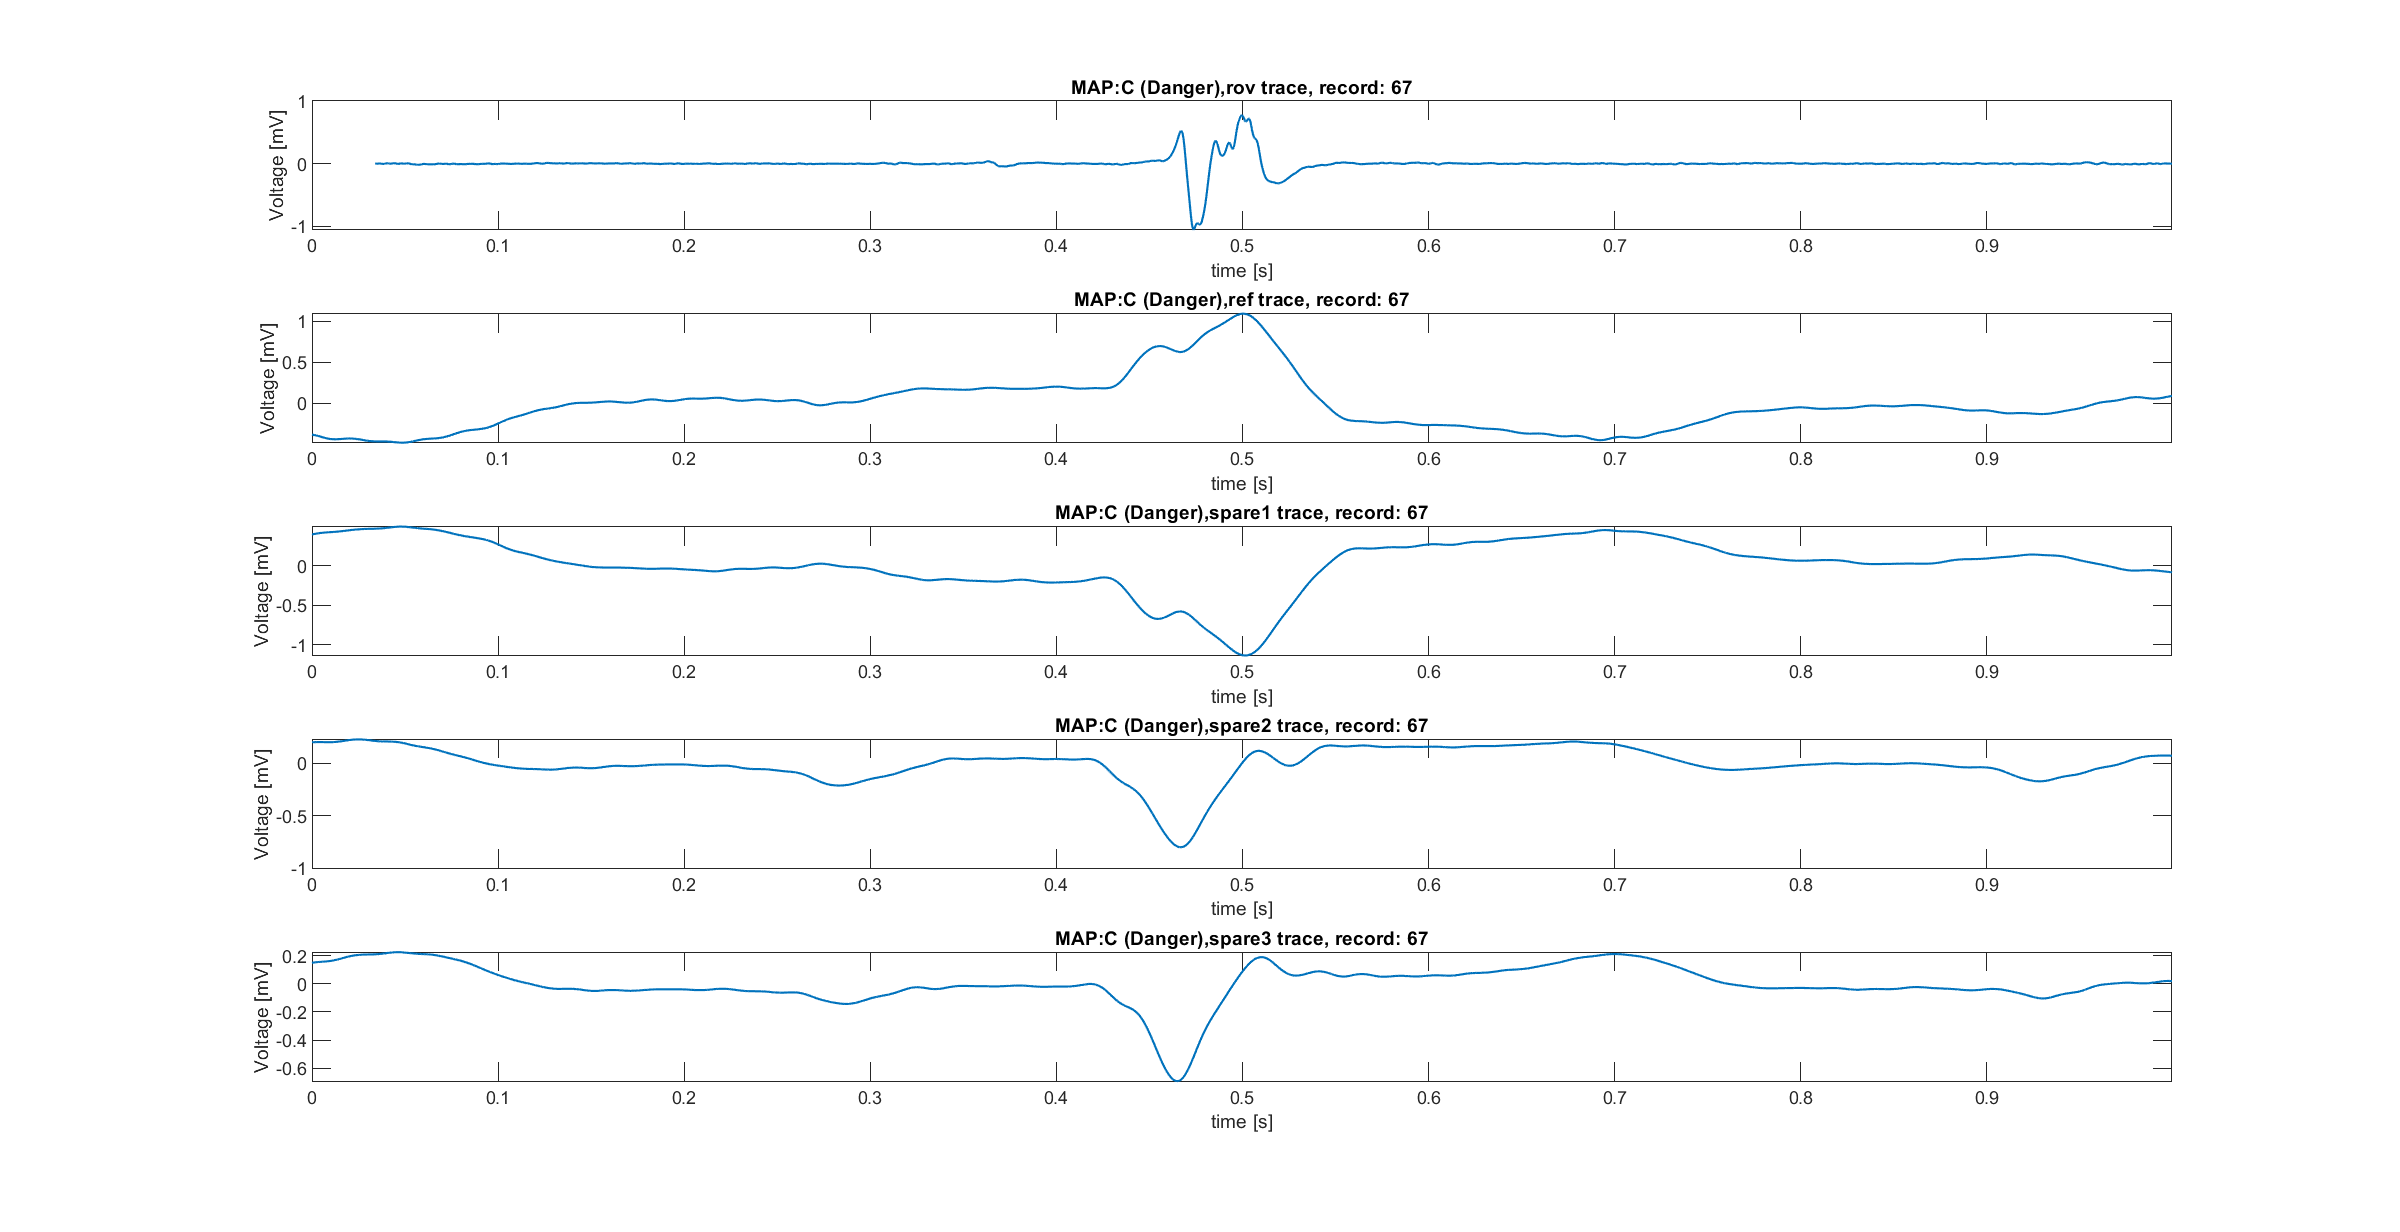 MAP:C (Danger),rov trace, record: 67
Voltage [mV]
1
0
-1
0 0.1 0.2 0.3 0.4 0.5 0.6 0.7 0.8 0.9
time [s]
MAP:C (Danger),ref trace, record: 67
Voltage [mV]
1
0.5
0
0 0.1 0.2 0.3 0.4 0.5 0.6 0.7 0.8 0.9
time [s]
MAP:C (Danger),spare1 trace, record: 67
Voltage [mV]
0
-0.5
-1
0 0.1 0.2 0.3 0.4 0.5 0.6 0.7 0.8 0.9
time [s]
MAP:C (Danger),spare2 trace, record: 67
Voltage [mV]
0
-0.5
-1
0 0.1 0.2 0.3 0.4 0.5 0.6 0.7 0.8 0.9
time [s]
MAP:C (Danger),spare3 trace, record: 67
Voltage [mV]
0.2
0
-0.2
-0.4
-0.6
0 0.1 0.2 0.3 0.4 0.5 0.6 0.7 0.8 0.9
time [s]